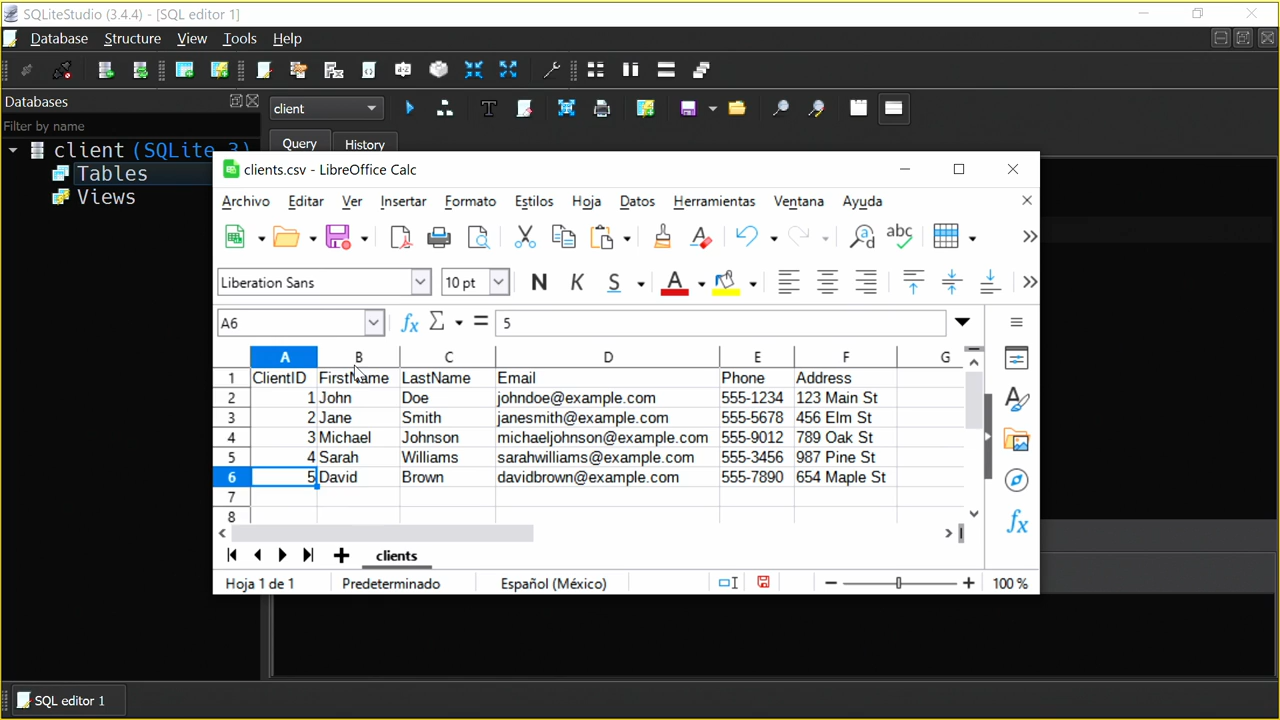 SQLiteStudio (3.4.4) - [SQL editor 1]
Database Structure View Tools Help
Databases
client
Filter by name
Query History
client (SQLite 3)
Tables
Views
clients.csv - LibreOffice Calc
Archivo Editar Ver Insertar Formato Estilos Hoja Datos Herramientas Ventana Ayuda
Liberation Sans 10 pt N K S A
A6 fx Σ = 5
A B C D E F G
1 ClientID FirstName LastName Email Phone Address
2 1 John Doe johndoe@example.com 555-1234 123 Main St
3 2 Jane Smith janesmith@example.com 555-5678 456 Elm St
4 3 Michael Johnson michaeljohnson@example.com 555-9012 789 Oak St
5 4 Sarah Williams sarahwilliams@example.com 555-3456 987 Pine St
6 5 David Brown davidbrown@example.com 555-7890 654 Maple St
7
8
clients
Hoja 1 de 1 Predeterminado Español (México) 100 %
SQL editor 1